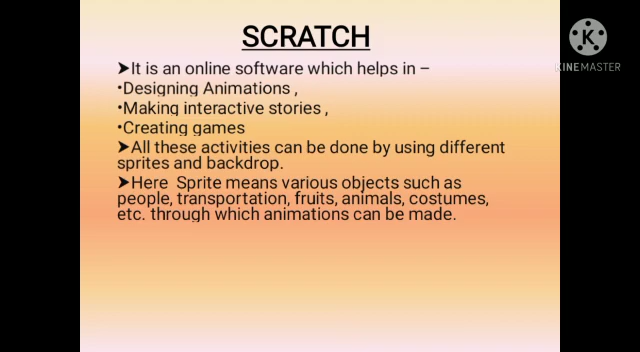 SCRATCH
➤It is an online software which helps in –
•Designing Animations ,
•Making interactive stories ,
•Creating games
➤All these activities can be done by using different
sprites and backdrop.
➤Here  Sprite means various objects such as
people, transportation, fruits, animals, costumes,
etc. through which animations can be made.
K
KINEMASTER